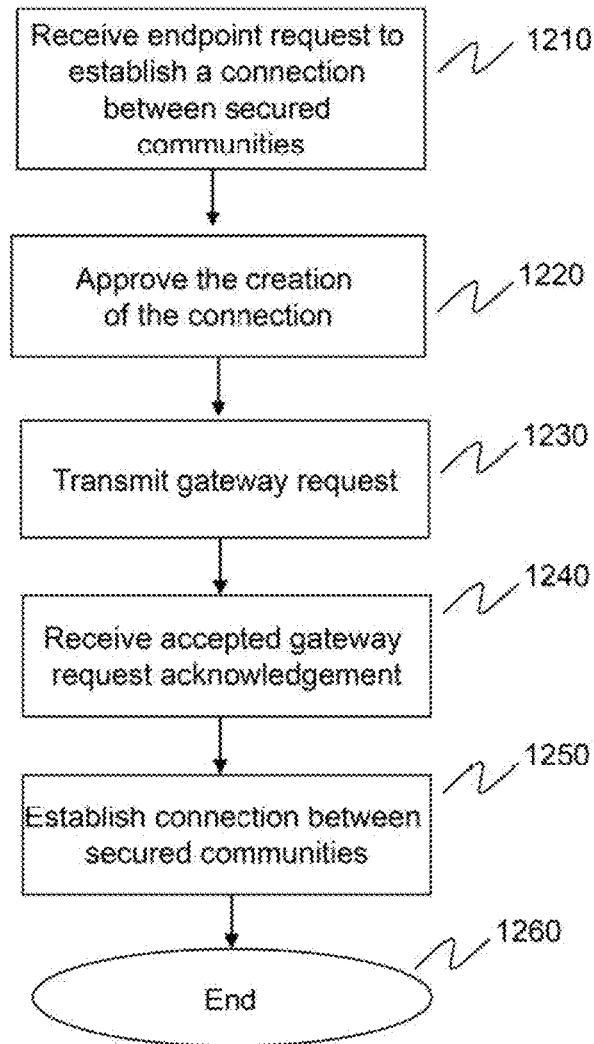 Receive endpoint request to
establish a connection
between secured
communities
1210
Approve the creation
of the connection
1220
Transmit gateway request
1230
Receive accepted gateway
request acknowledgement
1240
Establish connection between
secured communities
1250
End
1260